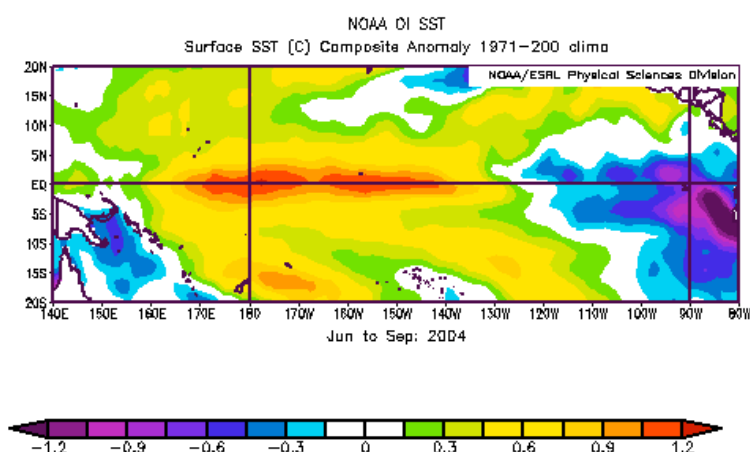 NOAA OI SST
Surface SST (C) Composite Anomaly 1971-200 clima
NOAA/ESRL Physical Sciences Division
20N
15N
10N
5N
EQ
5S
10S
15S
20S
140E 150E 160E 170E 180 170W 160W 150W 140W 130W 120W 110W 100W 90W 80W
Jun to Sep: 2004
-1.2 -0.9 -0.6 -0.3 0 0.3 0.6 0.9 1.2